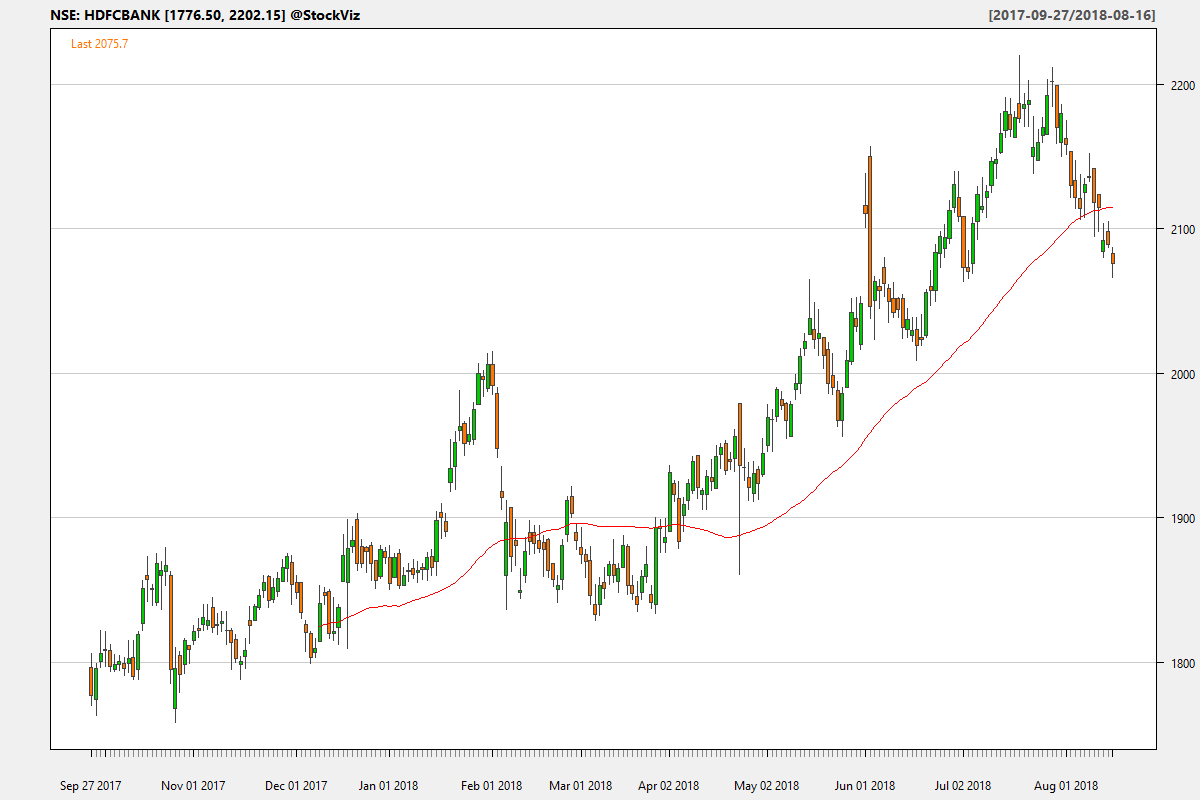 NSE: HDFCBANK [1776.50, 2202.15] @StockViz [2017-09-27/2018-08-16]
Last 2075.7
2200
2100
2000
1900
1800
Sep 27 2017 Nov 01 2017 Dec 01 2017 Jan 01 2018 Feb 01 2018 Mar 01 2018 Apr 02 2018 May 02 2018 Jun 01 2018 Jul 02 2018 Aug 01 2018